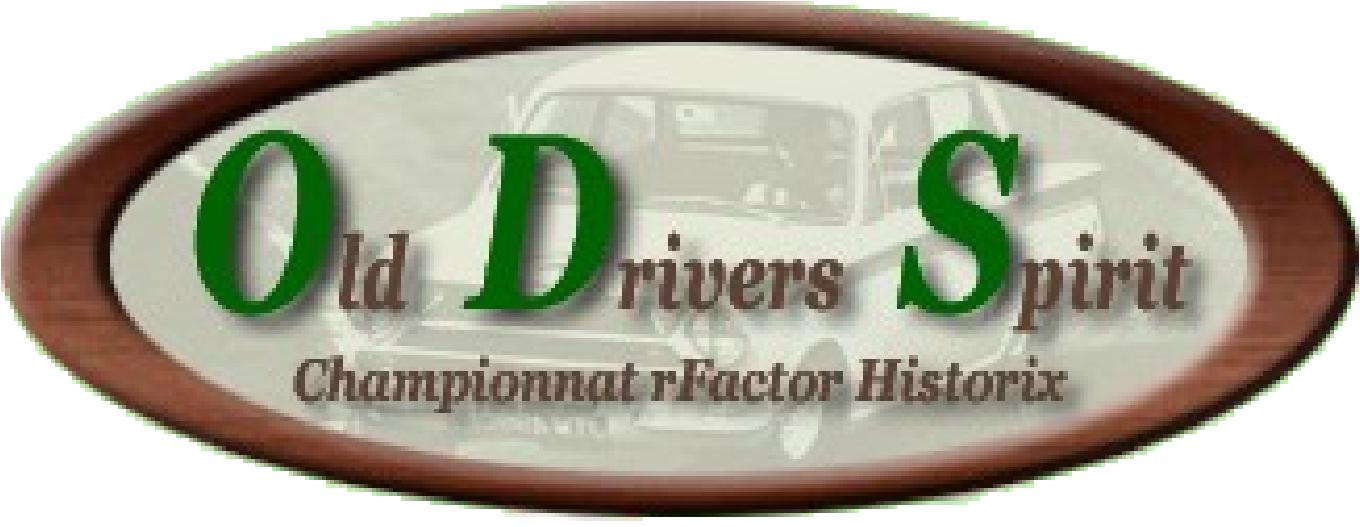 Old Drivers Spirit
Championnat rFactor Historix